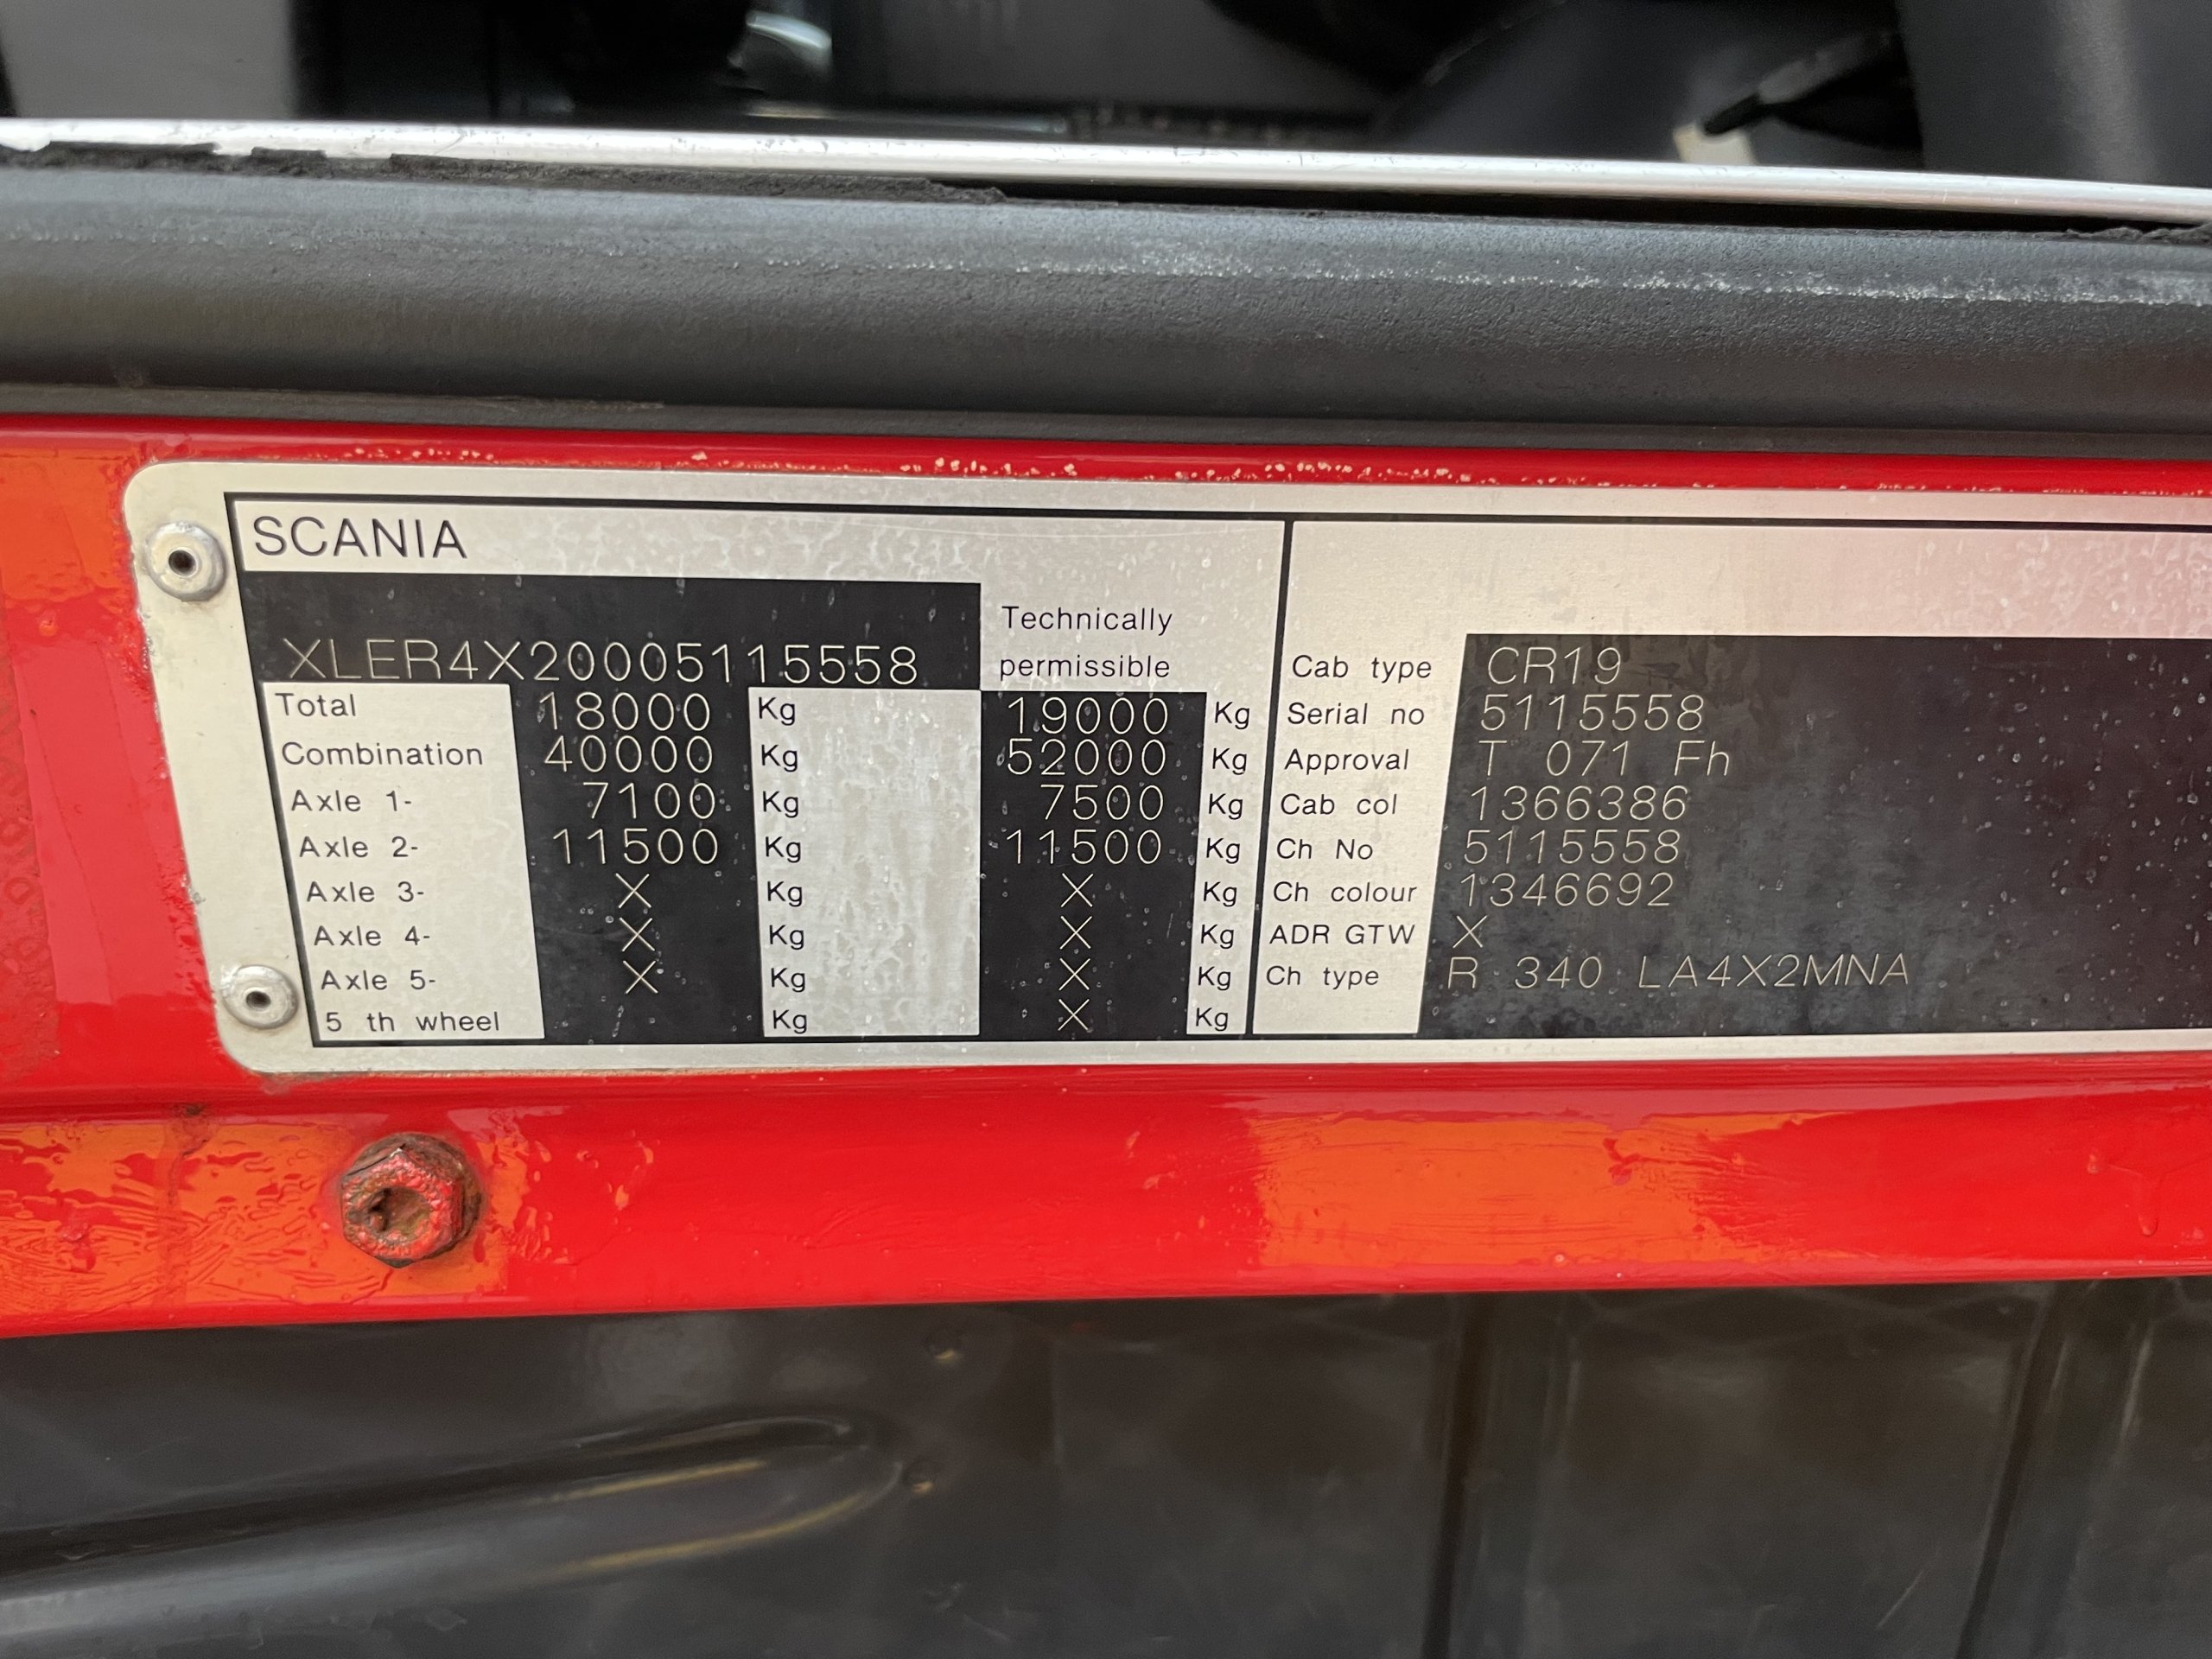 SCANIA
XLER4X20005115558
Technically
permissible
Total 18000 Kg 19000 Kg
Combination 40000 Kg 52000 Kg
Axle 1- 7100 Kg 7500 Kg
Axle 2- 11500 Kg 11500 Kg
Axle 3- X Kg X Kg
Axle 4- X Kg X Kg
Axle 5- X Kg X Kg
5 th wheel Kg X Kg
Cab type CR19
Serial no 5115558
Approval T 071 Fh
Cab col 1366386
Ch No 5115558
Ch colour 1346692
ADR GTW X
Ch type R 340 LA4X2MNA